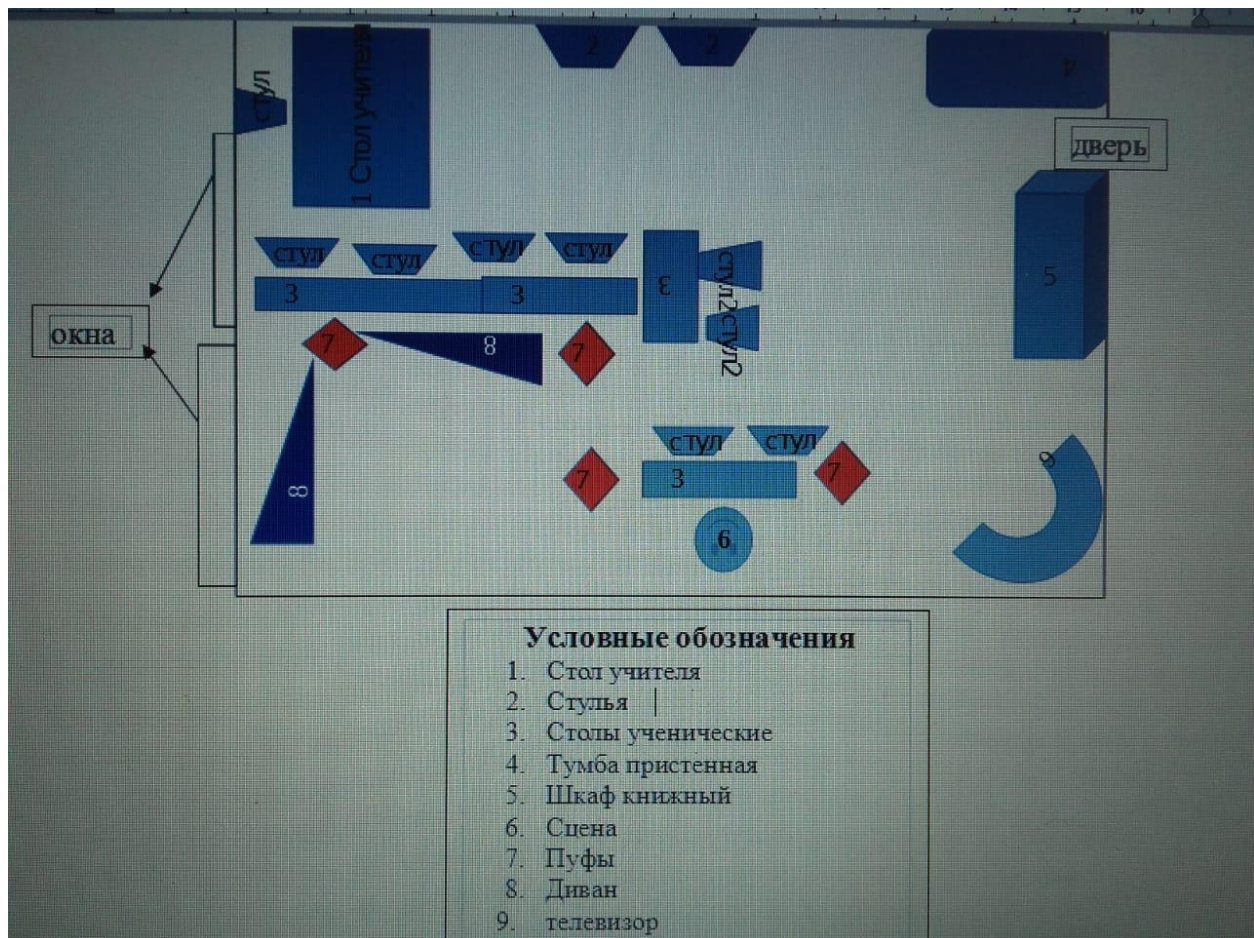 2
2
4
стул
1 Стол учителя
дверь
стул
стул
стул
стул
3
3
3
стул2
стул2
5
окна
7
8
7
8
стул
стул
7
3
7
9
6
Условные обозначения
1. Стол учителя
2. Стулья
3. Столы ученические
4. Тумба пристенная
5. Шкаф книжный
6. Сцена
7. Пуфы
8. Диван
9. телевизор